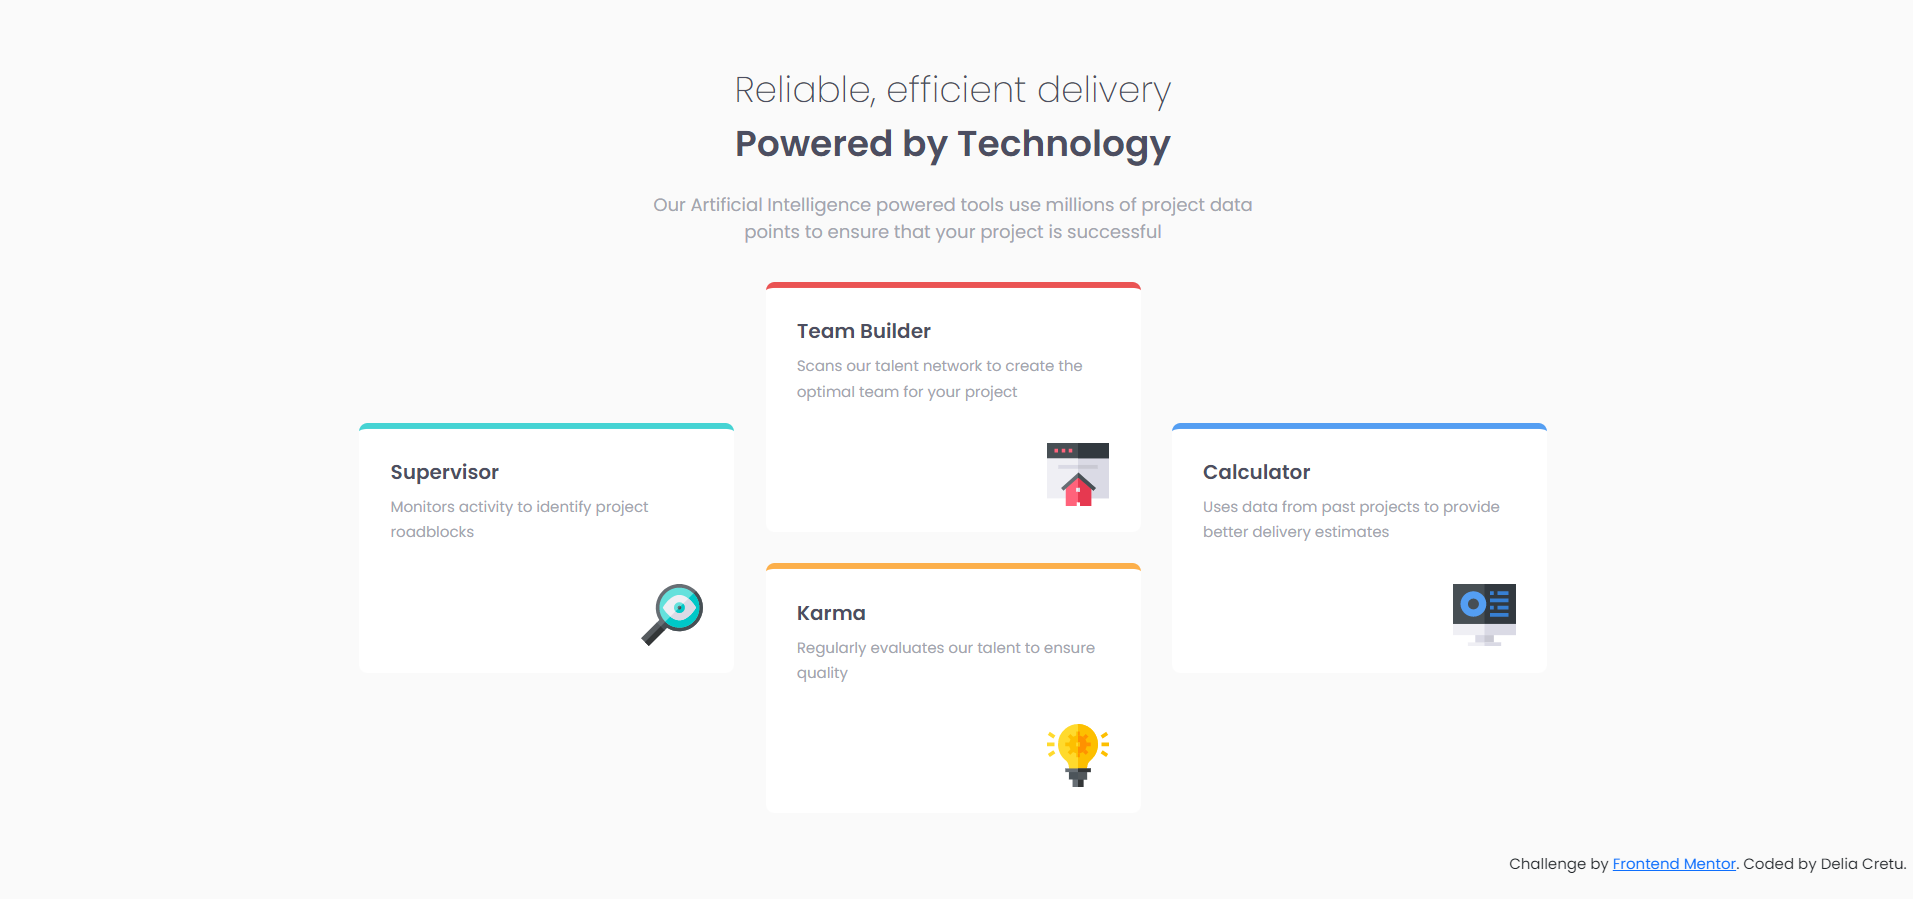 Reliable, efficient delivery
Powered by Technology
Our Artificial Intelligence powered tools use millions of project data
points to ensure that your project is successful
Team Builder
Scans our talent network to create the
optimal team for your project
Supervisor
Monitors activity to identify project
roadblocks
Calculator
Uses data from past projects to provide
better delivery estimates
Karma
Regularly evaluates our talent to ensure
quality
Challenge by Frontend Mentor. Coded by Delia Cretu.